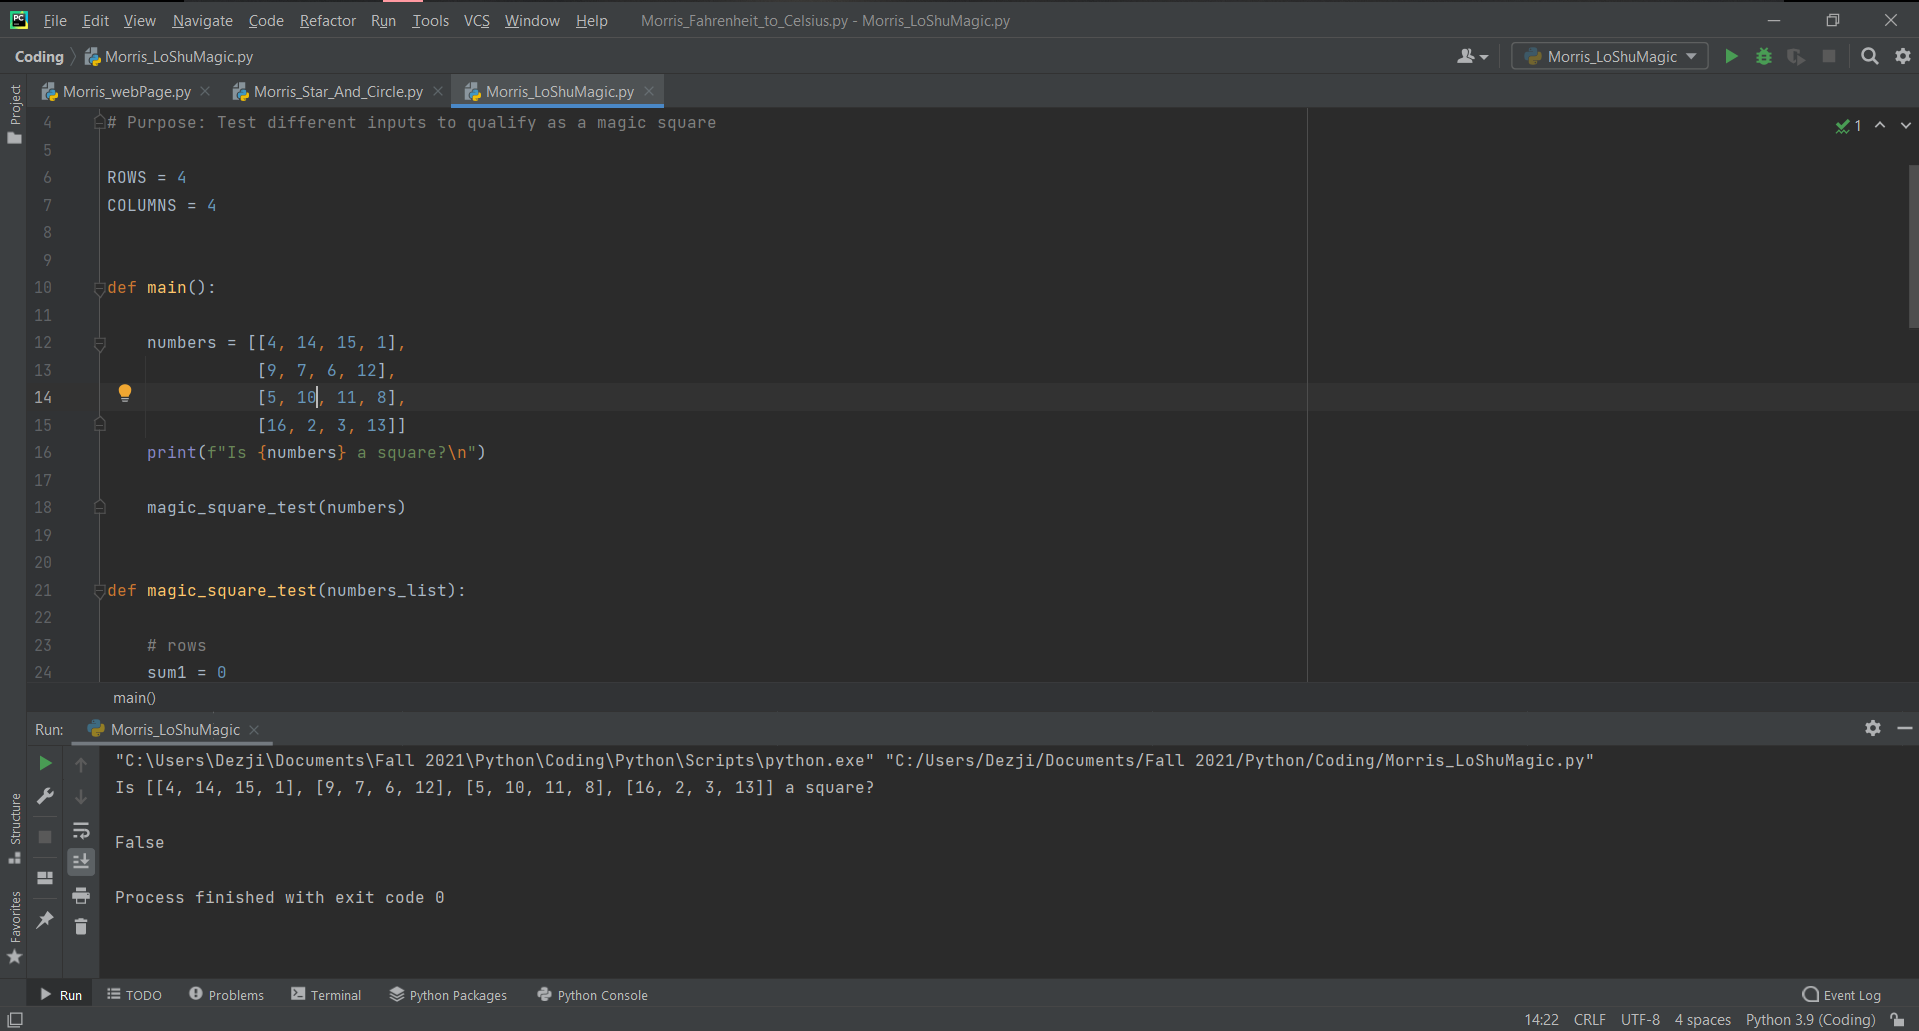 PC File Edit View Navigate Code Refactor Run Tools VCS Window Help Morris_Fahrenheit_to_Celsius.py - Morris_LoShuMagic.py
Coding Morris_LoShuMagic.py Morris_LoShuMagic
Project
Morris_webPage.py Morris_Star_And_Circle.py Morris_LoShuMagic.py
4 # Purpose: Test different inputs to qualify as a magic square 1
5
6 ROWS = 4
7 COLUMNS = 4
8
9
10 def main():
11
12 numbers = [[4, 14, 15, 1],
13 [9, 7, 6, 12],
14 [5, 10, 11, 8],
15 [16, 2, 3, 13]]
16 print(f"Is {numbers} a square?\n")
17
18 magic_square_test(numbers)
19
20
21 def magic_square_test(numbers_list):
22
23 # rows
24 sum1 = 0
main()
Run: Morris_LoShuMagic
"C:\Users\Dezji\Documents\Fall 2021\Python\Coding\Python\Scripts\python.exe" "C:/Users/Dezji/Documents/Fall 2021/Python/Coding/Morris_LoShuMagic.py"
Is [[4, 14, 15, 1], [9, 7, 6, 12], [5, 10, 11, 8], [16, 2, 3, 13]] a square?
False
Process finished with exit code 0
Structure
Favorites
Run TODO Problems Terminal Python Packages Python Console Event Log
14:22 CRLF UTF-8 4 spaces Python 3.9 (Coding)